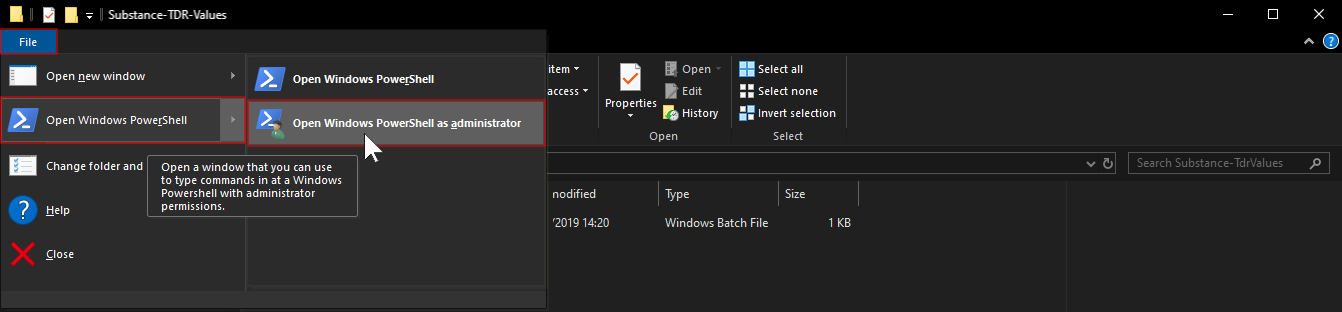 Substance-TDR-Values
File
Open new window
Open Windows PowerShell
Change folder and
Help
Close
Open Windows PowerShell
Open Windows PowerShell as administrator
Open a window that you can use
to type commands in at a Windows
Powershell with administrator
permissions.
item
access
Properties
Open
Edit
History
Open
Select all
Select none
Invert selection
Select
Search Substance-TdrValues
modified
Type
Size
/2019 14:20
Windows Batch File
1 KB